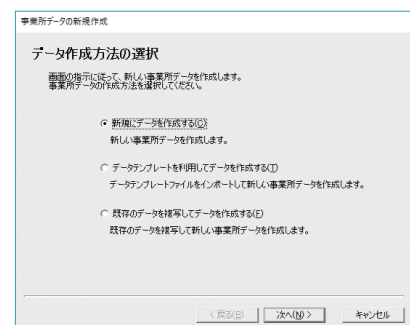 事業所データの新規作成
データ作成方法の選択
画面の指示に従って、新しい事業所データを作成します。
事業所データの作成方法を選択してください。
新規にデータを作成する(C)
新しい事業所データを作成します。
データテンプレートを利用してデータを作成する(T)
データテンプレートファイルをインポートして新しい事業所データを作成します。
既存のデータを複写してデータを作成する(F)
既存のデータを複写して新しい事業所データを作成します。
< 戻る(B) 次へ(N) > キャンセル